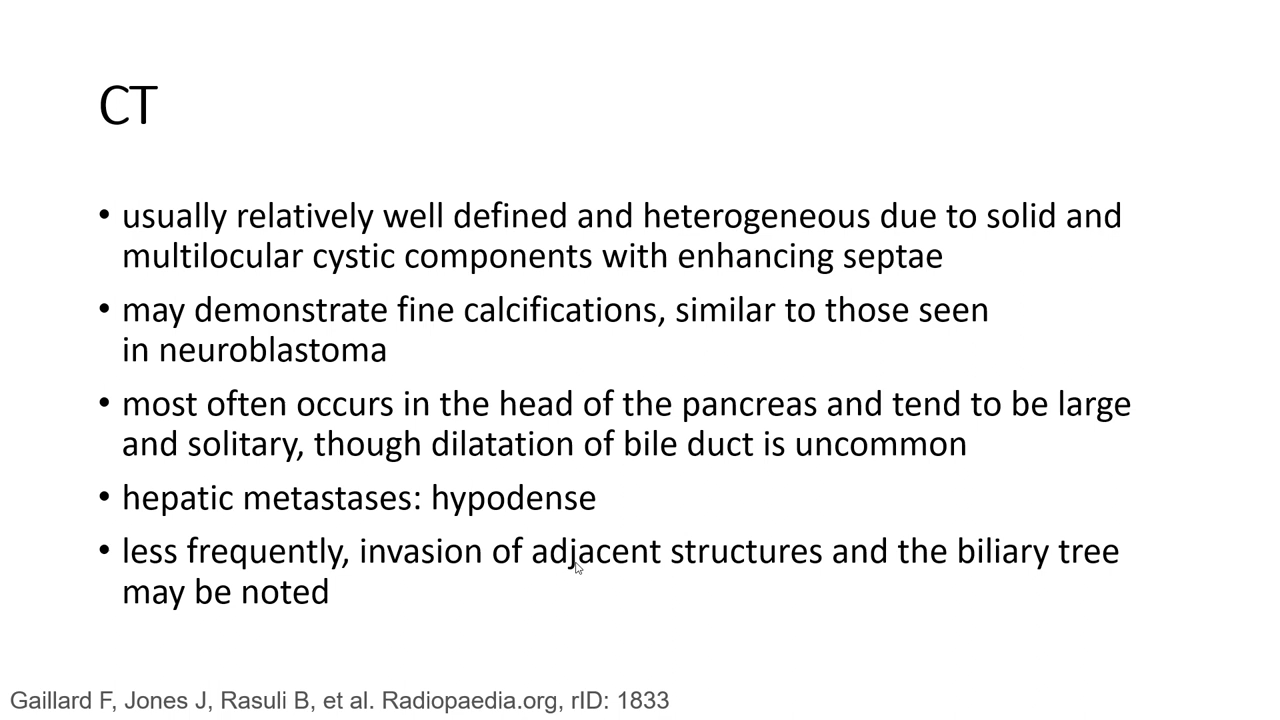 CT
• usually relatively well defined and heterogeneous due to solid and
multilocular cystic components with enhancing septae
• may demonstrate fine calcifications, similar to those seen
in neuroblastoma
• most often occurs in the head of the pancreas and tend to be large
and solitary, though dilatation of bile duct is uncommon
• hepatic metastases: hypodense
• less frequently, invasion of adjacent structures and the biliary tree
may be noted
Gaillard F, Jones J, Rasuli B, et al. Radiopaedia.org, rID: 1833